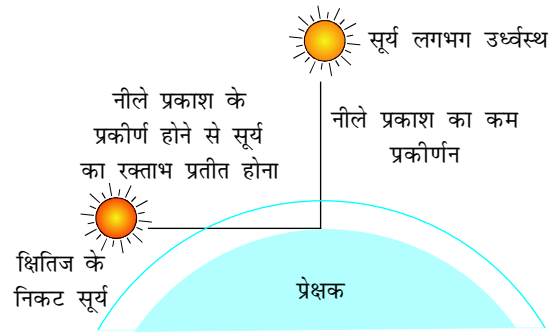 सूर्य लगभग उर्ध्वस्थ
नीले प्रकाश के
प्रकीर्ण होने से सूर्य
का रक्ताभ प्रतीत होना
नीले प्रकाश का कम
प्रकीर्णन
क्षितिज के
निकट सूर्य
प्रेक्षक